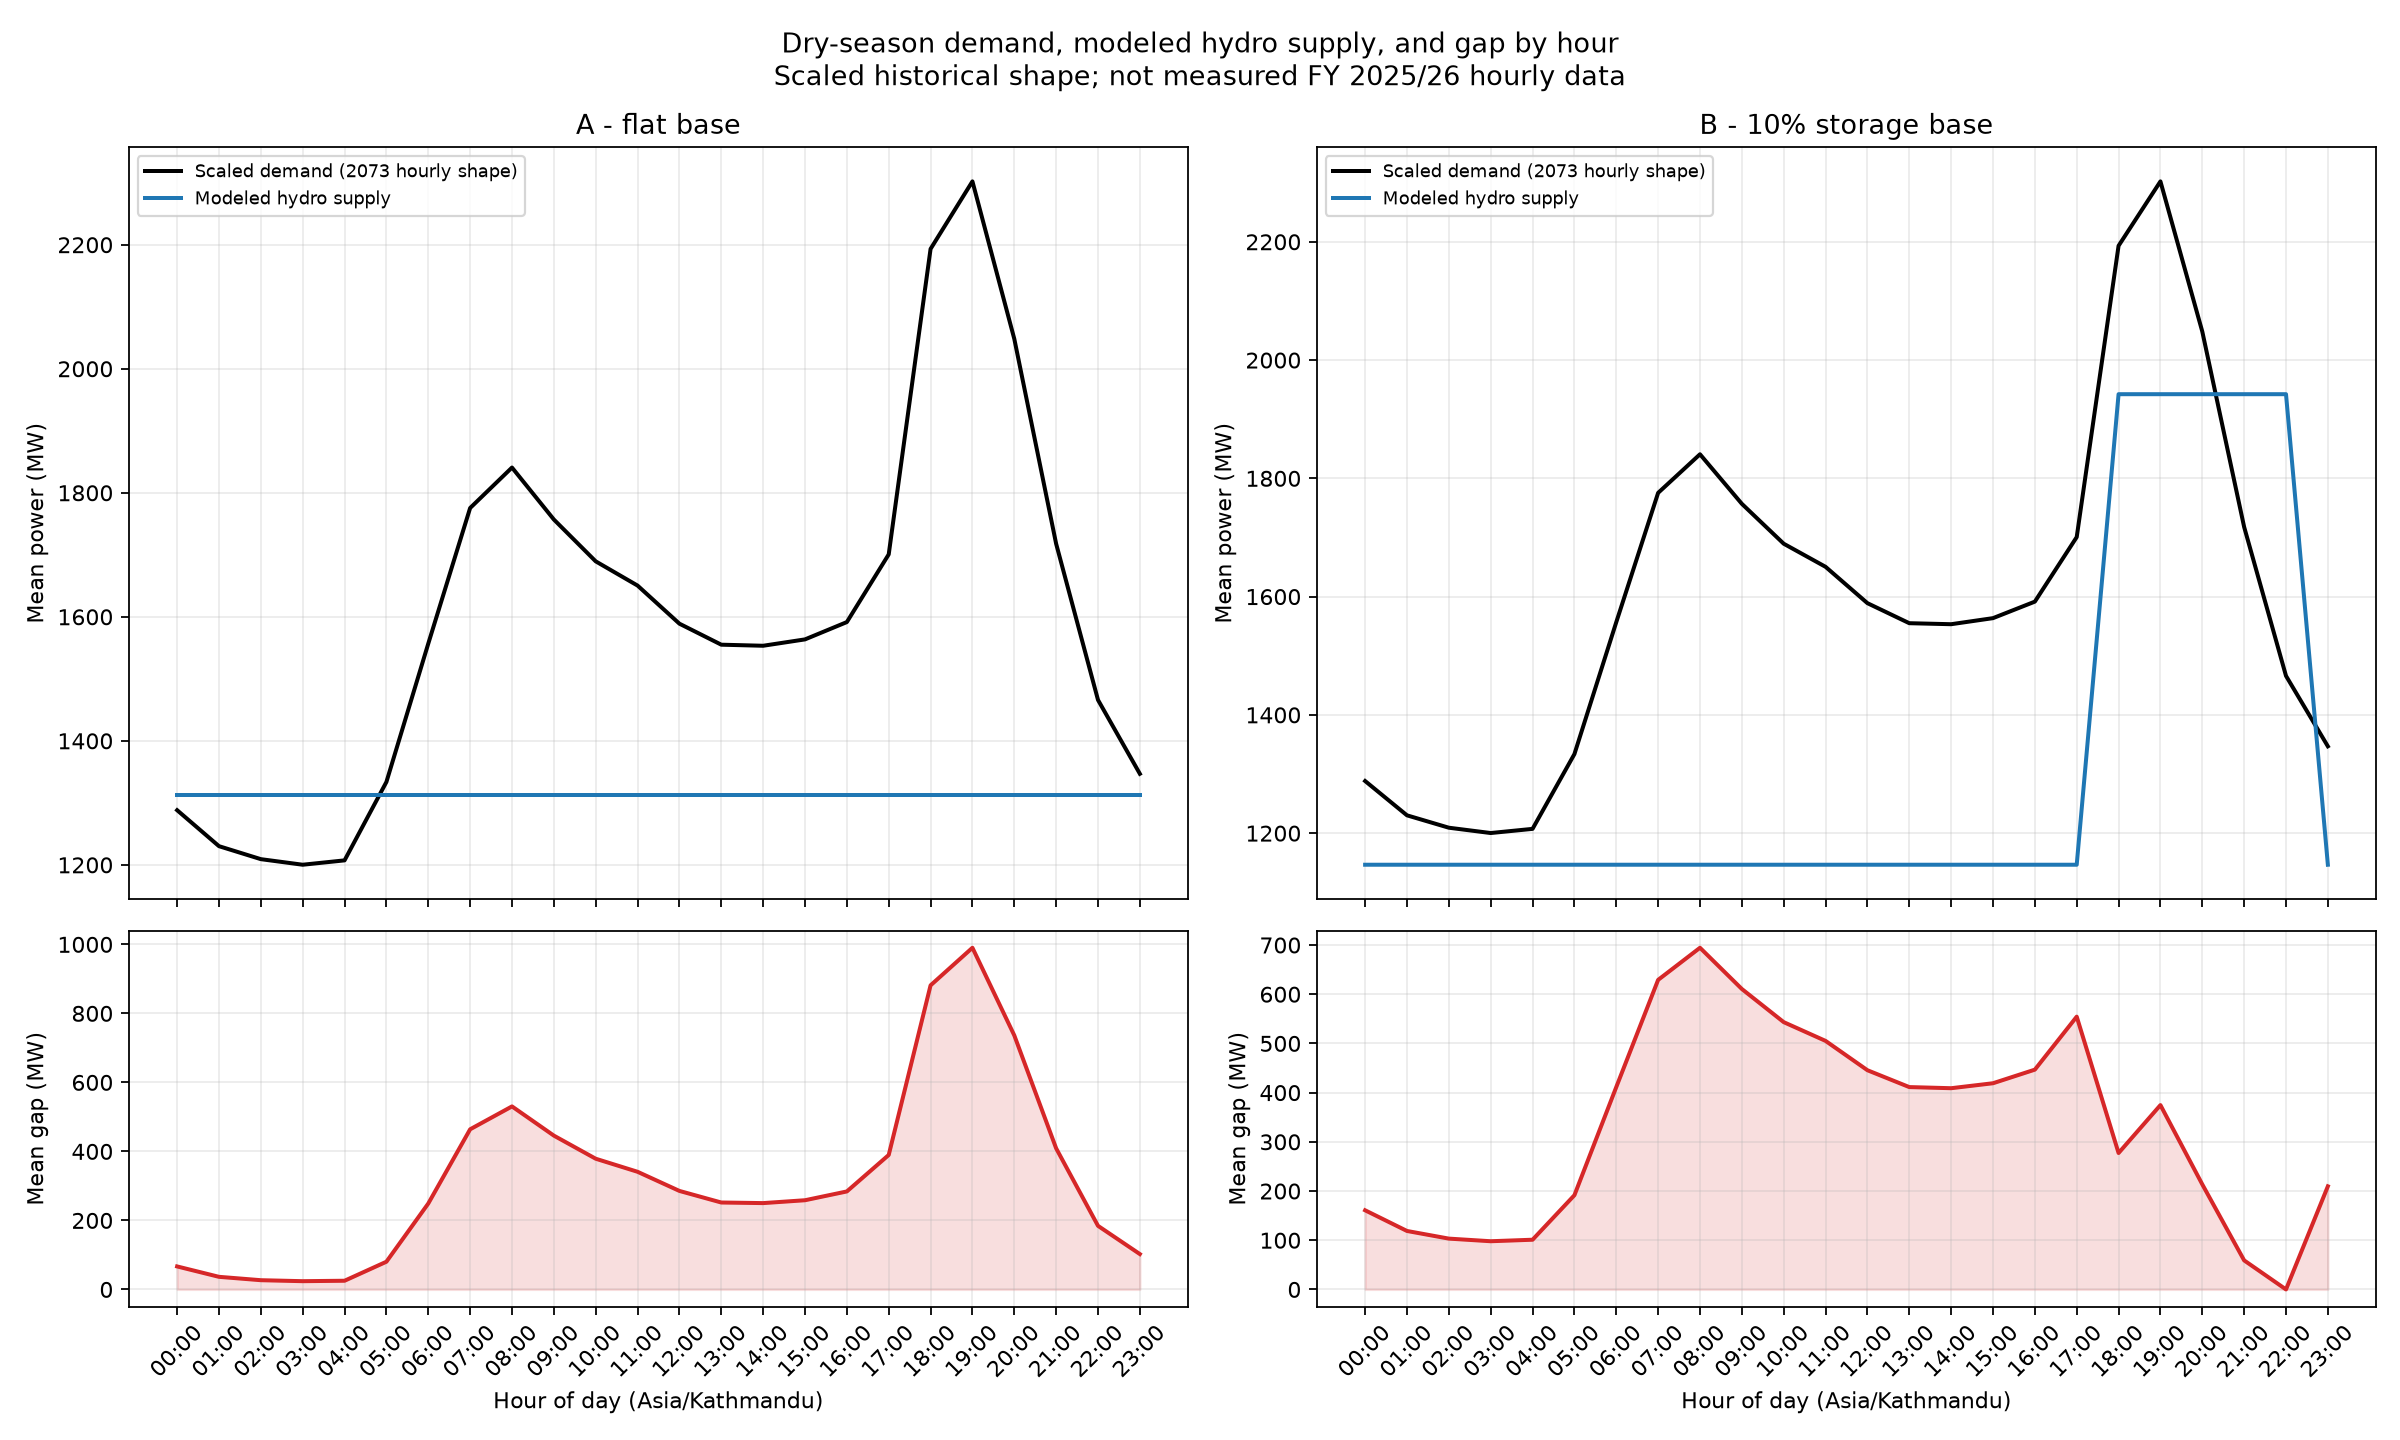 Dry-season demand, modeled hydro supply, and gap by hour
Scaled historical shape; not measured FY 2025/26 hourly data
A - flat base
Scaled demand (2073 hourly shape)
Modeled hydro supply
Mean power (MW)
2200
2000
1800
1600
1400
1200
Mean gap (MW)
1000
800
600
400
200
0
00:00 01:00 02:00 03:00 04:00 05:00 06:00 07:00 08:00 09:00 10:00 11:00 12:00 13:00 14:00 15:00 16:00 17:00 18:00 19:00 20:00 21:00 22:00 23:00
Hour of day (Asia/Kathmandu)
B - 10% storage base
Scaled demand (2073 hourly shape)
Modeled hydro supply
Mean power (MW)
2200
2000
1800
1600
1400
1200
Mean gap (MW)
700
600
500
400
300
200
100
0
00:00 01:00 02:00 03:00 04:00 05:00 06:00 07:00 08:00 09:00 10:00 11:00 12:00 13:00 14:00 15:00 16:00 17:00 18:00 19:00 20:00 21:00 22:00 23:00
Hour of day (Asia/Kathmandu)